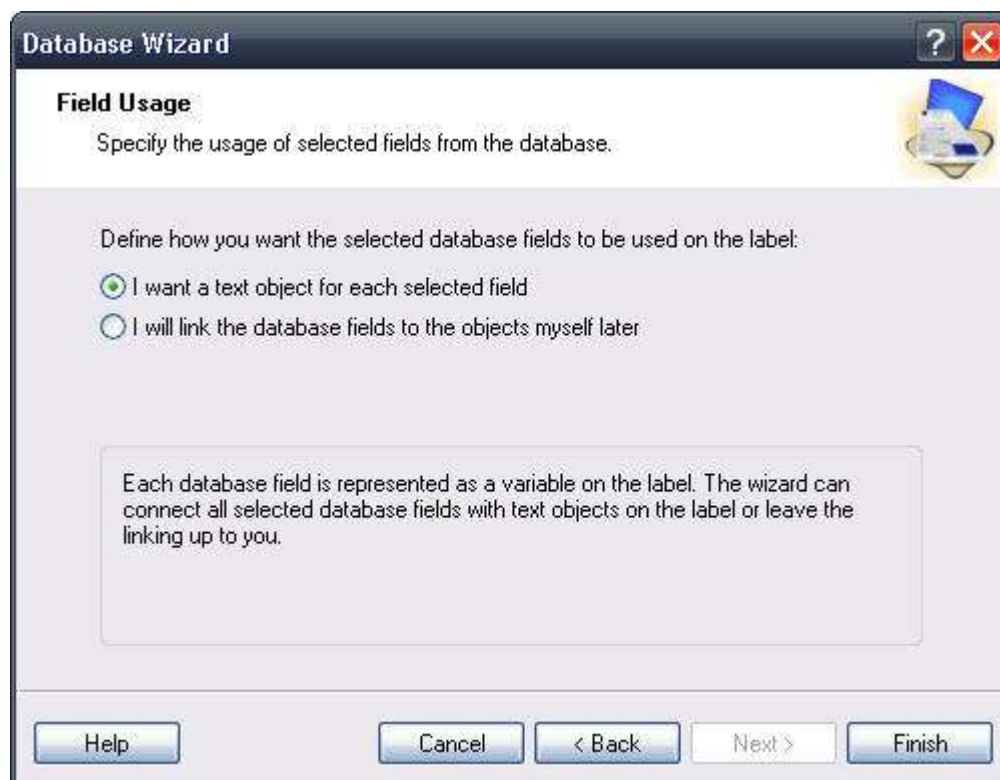 Database Wizard
?
Field Usage
Specify the usage of selected fields from the database.
Define how you want the selected database fields to be used on the label:
I want a text object for each selected field
I will link the database fields to the objects myself later
Each database field is represented as a variable on the label. The wizard can
connect all selected database fields with text objects on the label or leave the
linking up to you.
Help
Cancel
< Back
Next >
Finish